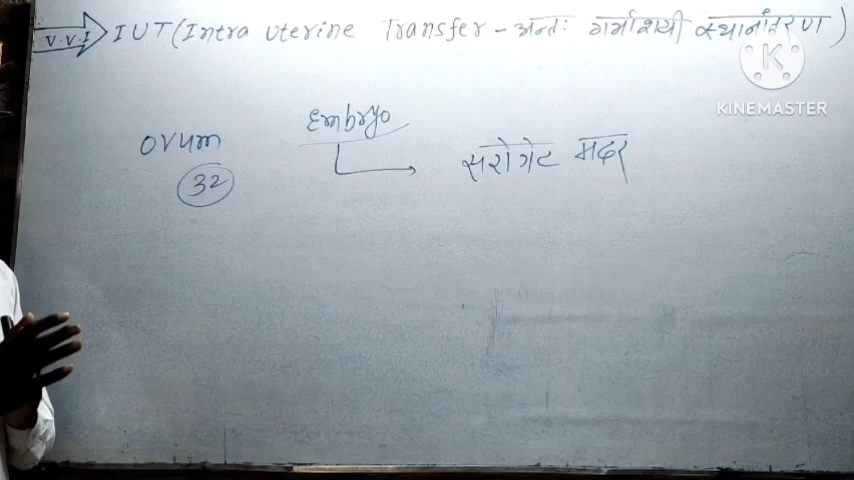 V.V.I IUT (Intra Uterine Transfer - अन्तः गर्भाशयी स्थानांतरण)
K
KINEMASTER
Embryo
ovum
सरोगेट मदर
32